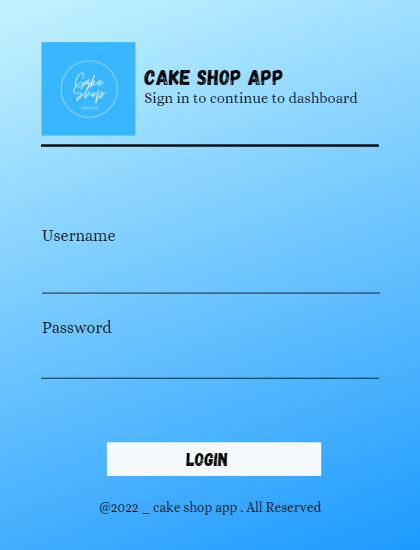 Cake
Shop
CAKE SHOP APP
Sign in to continue to dashboard
Username
Password
LOGIN
@2022 _ cake shop app . All Reserved